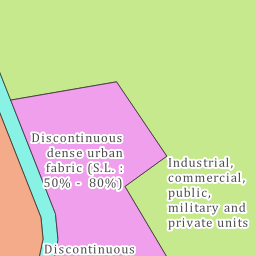 Discontinuous
dense urban
fabric (S.L. :
50% - 80%)
Industrial,
commercial,
public,
military and
private units
Discontinuous